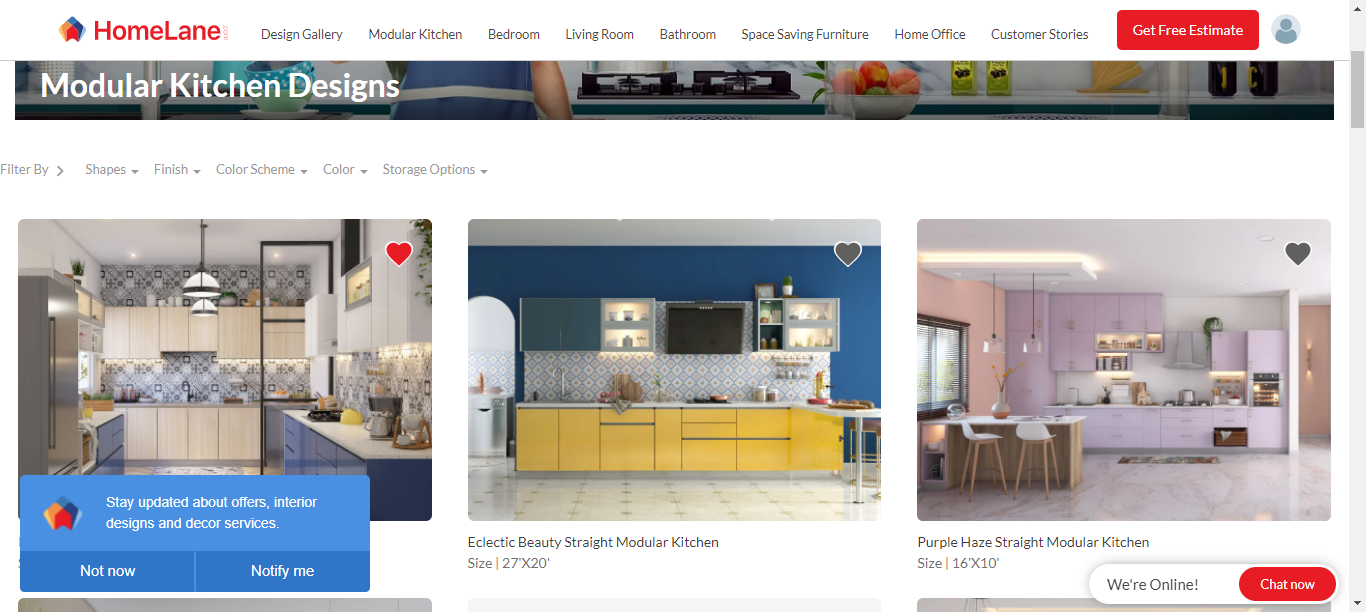 HomeLane
Design Gallery
Modular Kitchen
Bedroom
Living Room
Bathroom
Space Saving Furniture
Home Office
Customer Stories
Get Free Estimate
Modular Kitchen Designs
Filter By
Shapes
Finish
Color Scheme
Color
Storage Options
Stay updated about offers, interior
designs and decor services.
Not now
Notify me
Eclectic Beauty Straight Modular Kitchen
Size | 27'X20'
Purple Haze Straight Modular Kitchen
Size | 16'X10'
We're Online!
Chat now